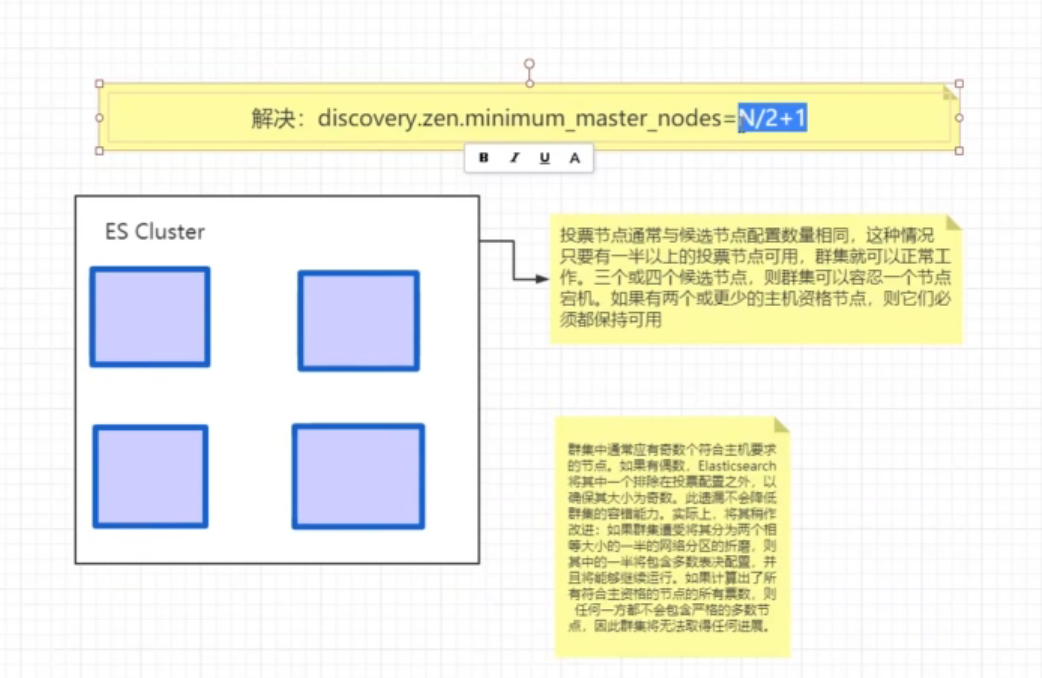 解决：discovery.zen.minimum_master_nodes=N/2+1
B I U A
ES Cluster
投票节点通常与候选节点配置数量相同，这种情况
只要有一半以上的投票节点可用，群集就可以正常工
作。三个或四个候选节点，则群集可以容忍一个节点
宕机。如果有两个或更少的主机资格节点，则它们必
须都保持可用
群集中通常应有奇数个符合主机要求
的节点。如果有偶数，Elasticsearch
将其中一个排除在投票配置之外，以
确保其大小为奇数。此遗漏不会降低
群集的容错能力。实际上，将其稍作
改进：如果群集遭受将其分为两个相
等大小的一半的网络分区的折磨，则
其中的一半将包含多数表决配置，并
且将能够继续运行。如果计算出了所
有符合主资格的节点的所有票数，则
任何一方都不会包含严格的多数节
点，因此群集将无法取得任何进展。